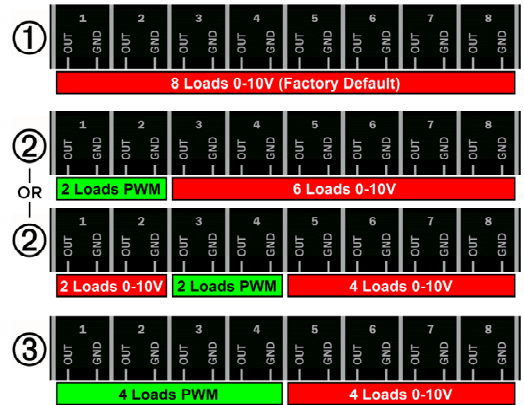 ①
1 2 3 4 5 6 7 8
OUT GND OUT GND OUT GND OUT GND OUT GND OUT GND OUT GND OUT GND
8 Loads 0-10V (Factory Default)
②
1 2 3 4 5 6 7 8
OUT GND OUT GND OUT GND OUT GND OUT GND OUT GND OUT GND OUT GND
2 Loads PWM 6 Loads 0-10V
OR
②
1 2 3 4 5 6 7 8
OUT GND OUT GND OUT GND OUT GND OUT GND OUT GND OUT GND OUT GND
2 Loads 0-10V 2 Loads PWM 4 Loads 0-10V
③
1 2 3 4 5 6 7 8
OUT GND OUT GND OUT GND OUT GND OUT GND OUT GND OUT GND OUT GND
4 Loads PWM 4 Loads 0-10V